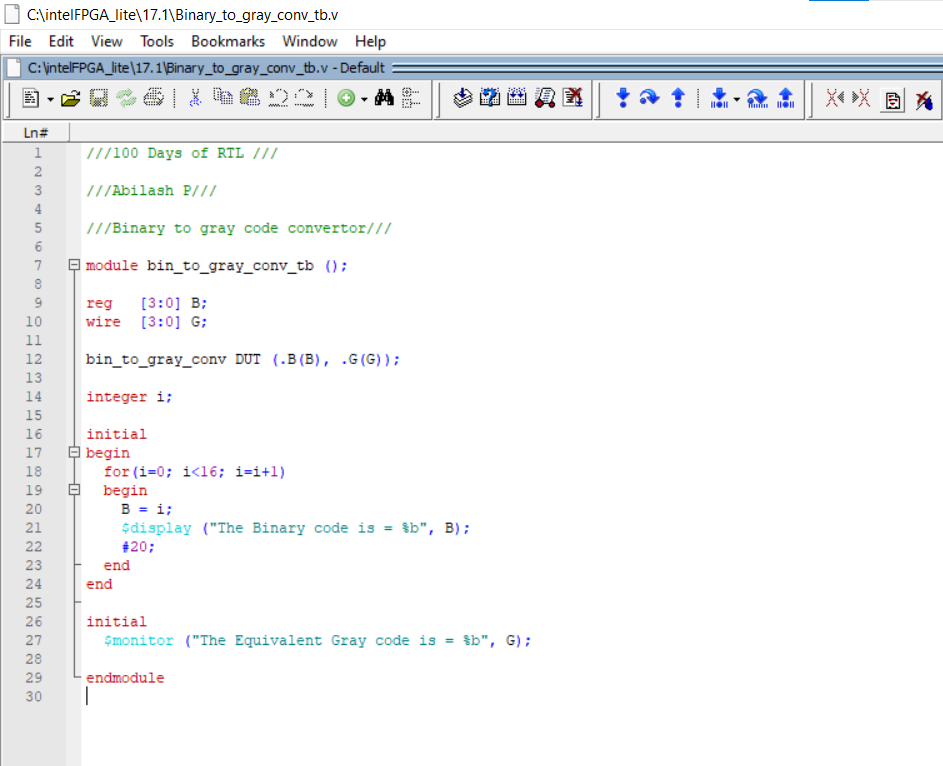 C:\intelFPGA_lite\17.1\Binary_to_gray_conv_tb.v
File Edit View Tools Bookmarks Window Help
C:\intelFPGA_lite\17.1\Binary_to_gray_conv_tb.v - Default
Ln#
1 ///100 Days of RTL ///
2
3 ///Abilash P///
4
5 ///Binary to gray code convertor///
6
7 module bin_to_gray_conv_tb ();
8
9 reg [3:0] B;
10 wire [3:0] G;
11
12 bin_to_gray_conv DUT (.B(B), .G(G));
13
14 integer i;
15
16 initial
17 begin
18 for(i=0; i<16; i=i+1)
19 begin
20 B = i;
21 $display ("The Binary code is = %b", B);
22 #20;
23 end
24 end
25
26 initial
27 $monitor ("The Equivalent Gray code is = %b", G);
28
29 endmodule
30